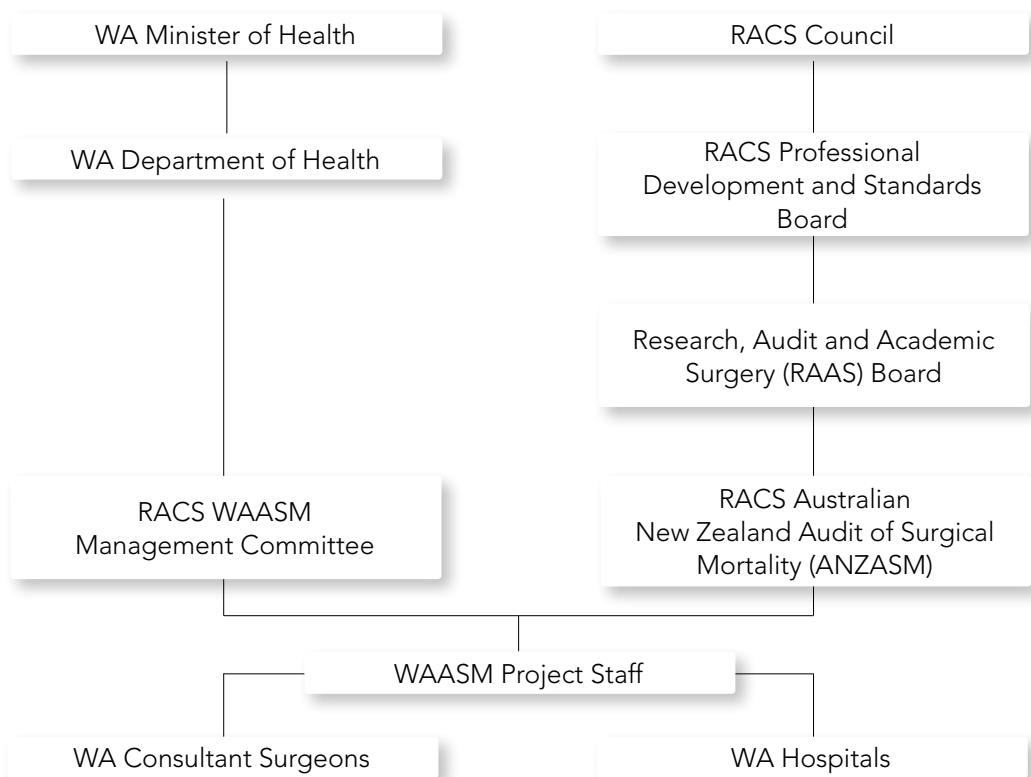 WA Minister of Health
RACS Council
WA Department of Health
RACS Professional
Development and Standards
Board
Research, Audit and Academic
Surgery (RAAS) Board
RACS WAASM
Management Committee
RACS Australian
New Zealand Audit of Surgical
Mortality (ANZASM)
WAASM Project Staff
WA Consultant Surgeons
WA Hospitals